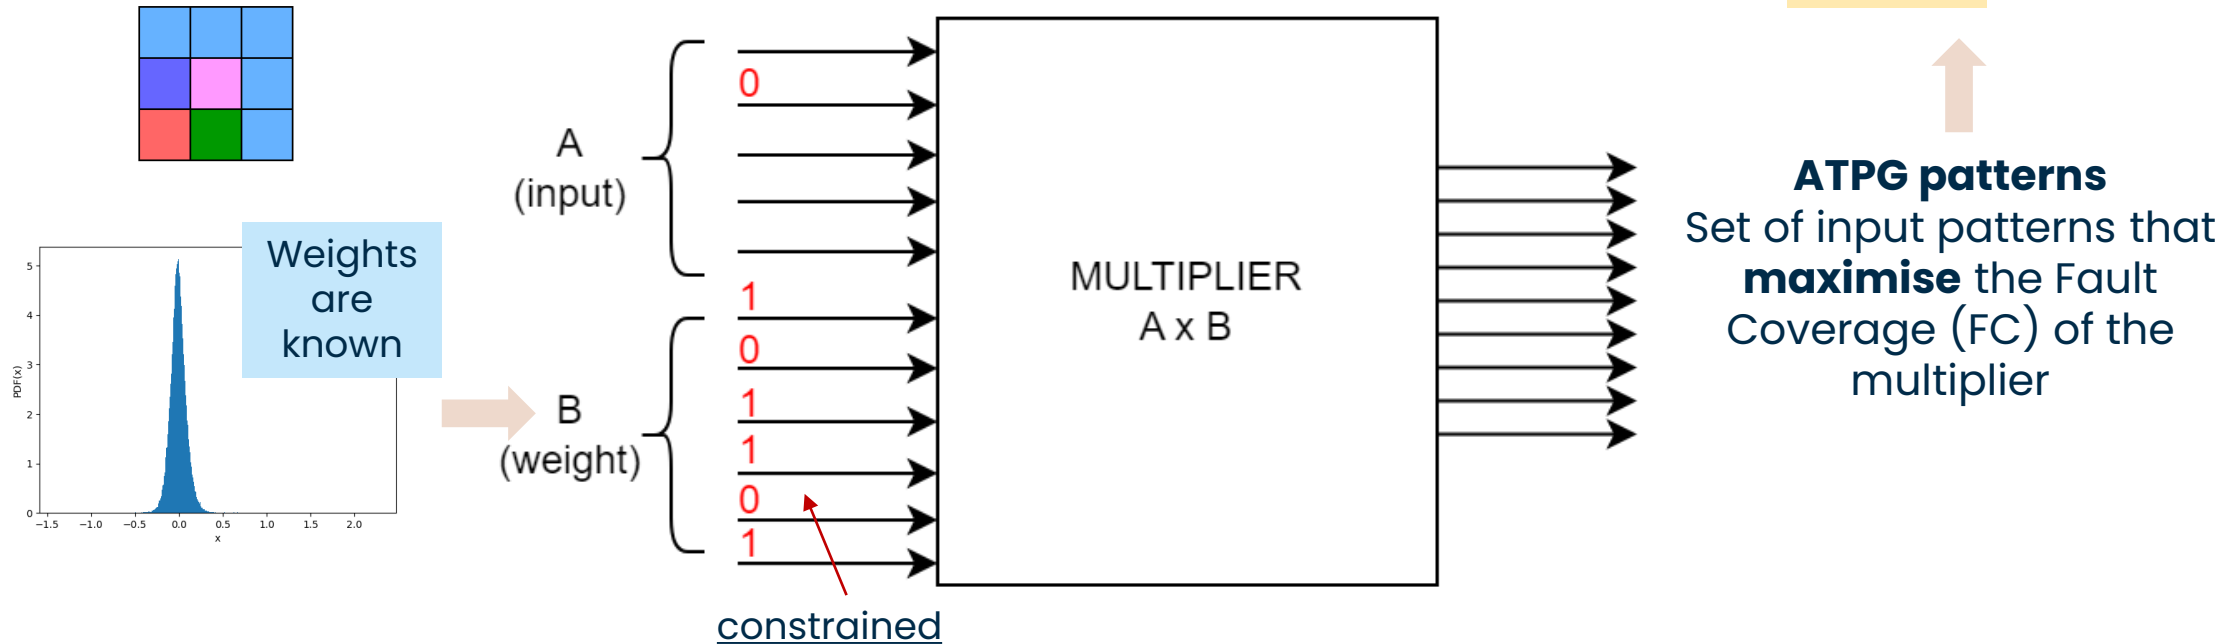 Weights
are
known
5
4
3
2
1
0
PDF(x)
−1.5 −1.0 −0.5 0.0 0.5 1.0 1.5 2.0
x
A
(input)
B
(weight)
0
1
0
1
1
0
1
constrained
MULTIPLIER
A x B
ATPG patterns
Set of input patterns that
maximise the Fault
Coverage (FC) of the
multiplier